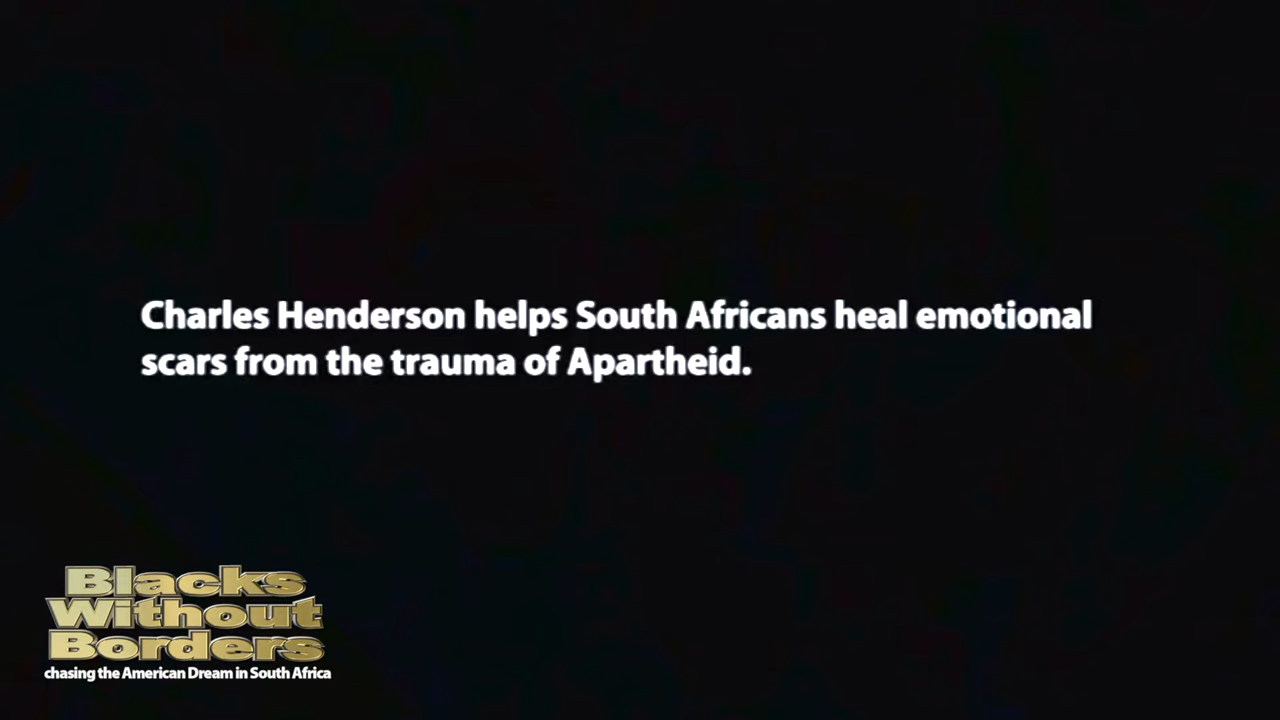 Charles Henderson helps South Africans heal emotional
scars from the trauma of Apartheid.
Blacks
Without
Borders
chasing the American Dream in South Africa